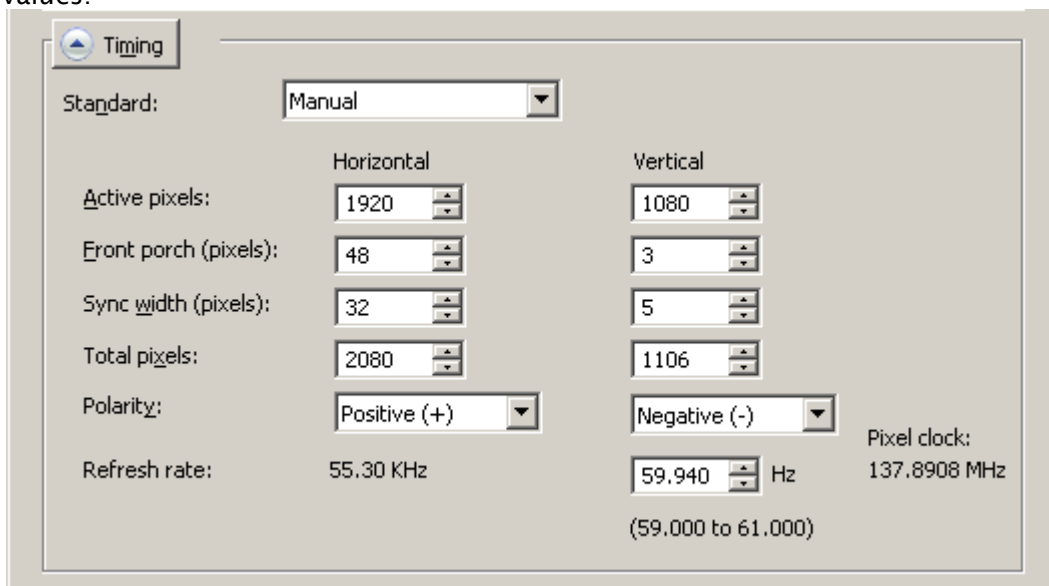 values:
Timing
Standard: Manual
Horizontal Vertical
Active pixels: 1920 1080
Front porch (pixels): 48 3
Sync width (pixels): 32 5
Total pixels: 2080 1106
Polarity: Positive (+) Negative (-)
Pixel clock:
Refresh rate: 55.30 KHz 59.940 Hz 137.8908 MHz
(59.000 to 61.000)